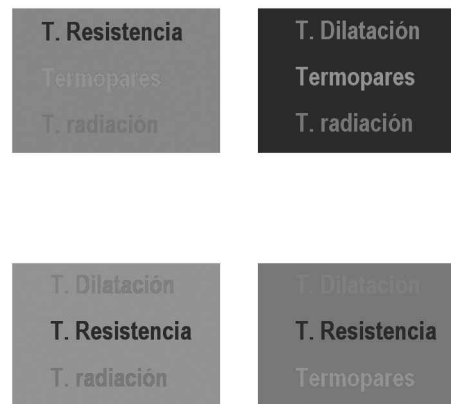 T. Resistencia
Termopares
T. radiación
T. Dilatación
Termopares
T. radiación
T. Dilatación
T. Resistencia
T. radiación
T. Dilatación
T. Resistencia
Termopares